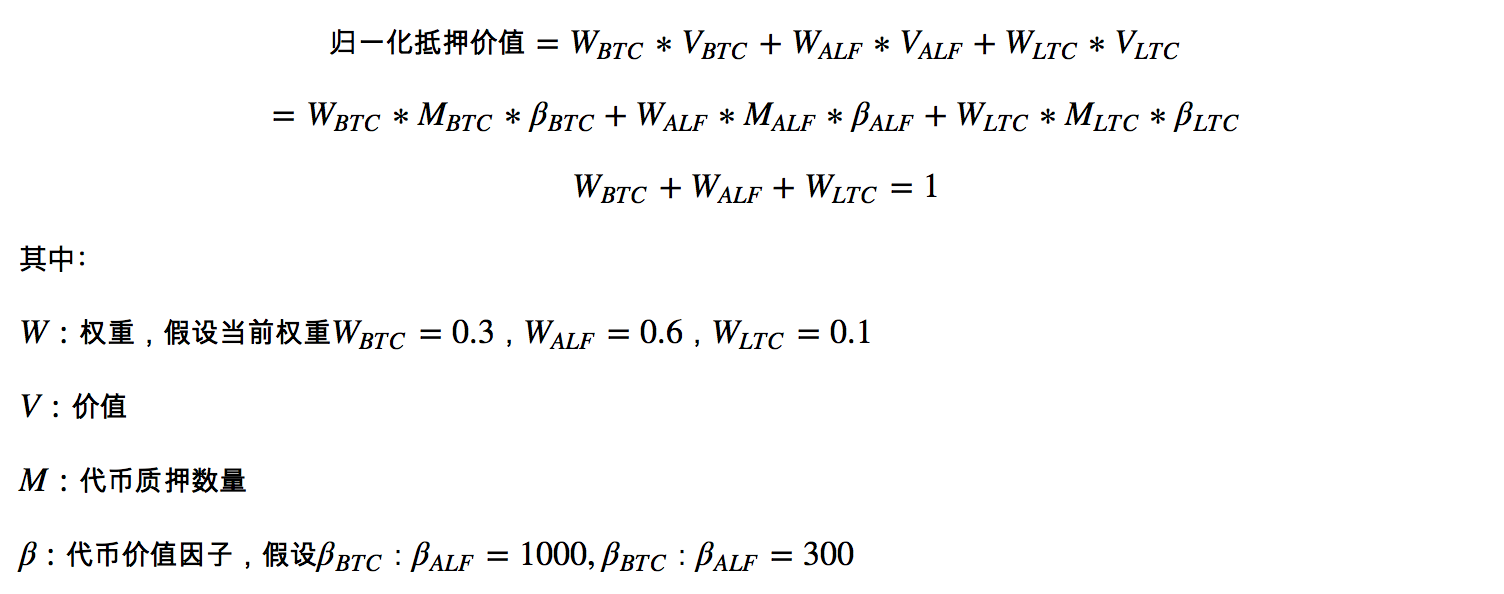 归一化抵押价值 = W_BTC * V_BTC + W_ALF * V_ALF + W_LTC * V_LTC
= W_BTC * M_BTC * β_BTC + W_ALF * M_ALF * β_ALF + W_LTC * M_LTC * β_LTC
W_BTC + W_ALF + W_LTC = 1
其中：
W：权重，假设当前权重W_BTC = 0.3，W_ALF = 0.6，W_LTC = 0.1
V：价值
M：代币质押数量
β：代币价值因子，假设β_BTC : β_ALF = 1000, β_BTC : β_ALF = 300